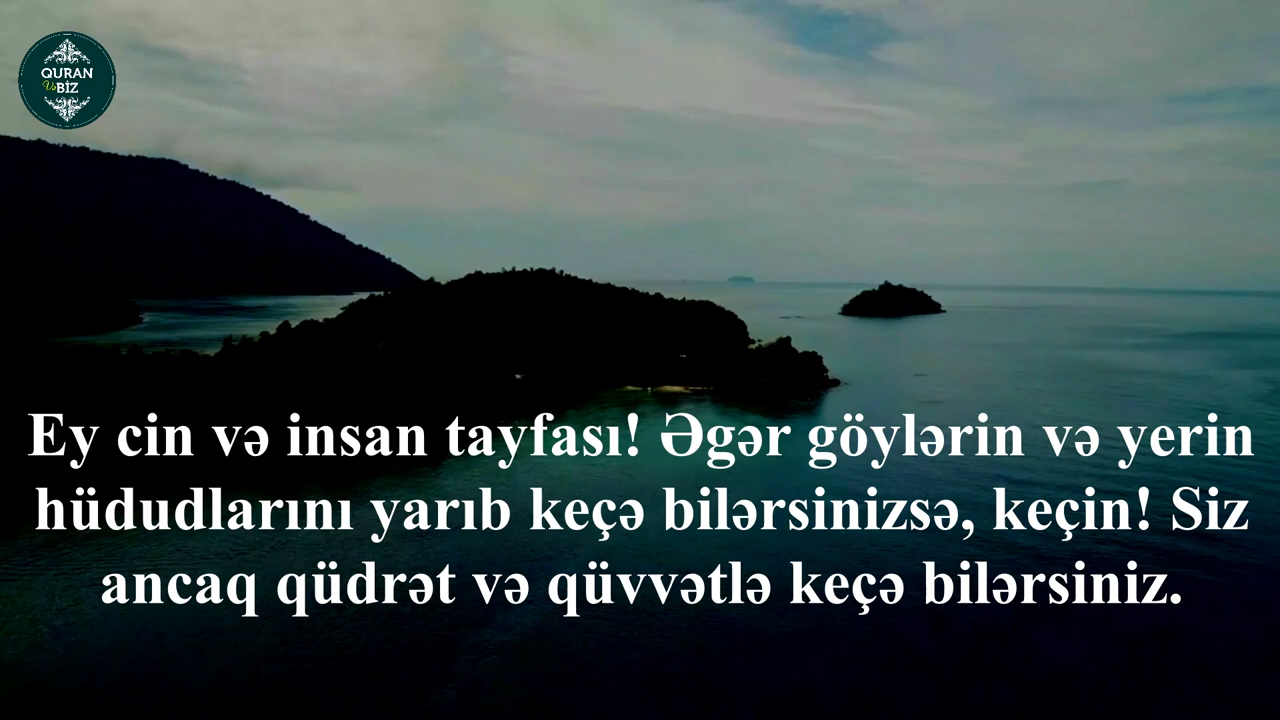 QURAN
Və BİZ
Ey cin və insan tayfası! Əgər göylərin və yerin
hüdudlarını yarıb keçə bilərsinizsə, keçin! Siz
ancaq qüdrət və qüvvətlə keçə bilərsiniz.